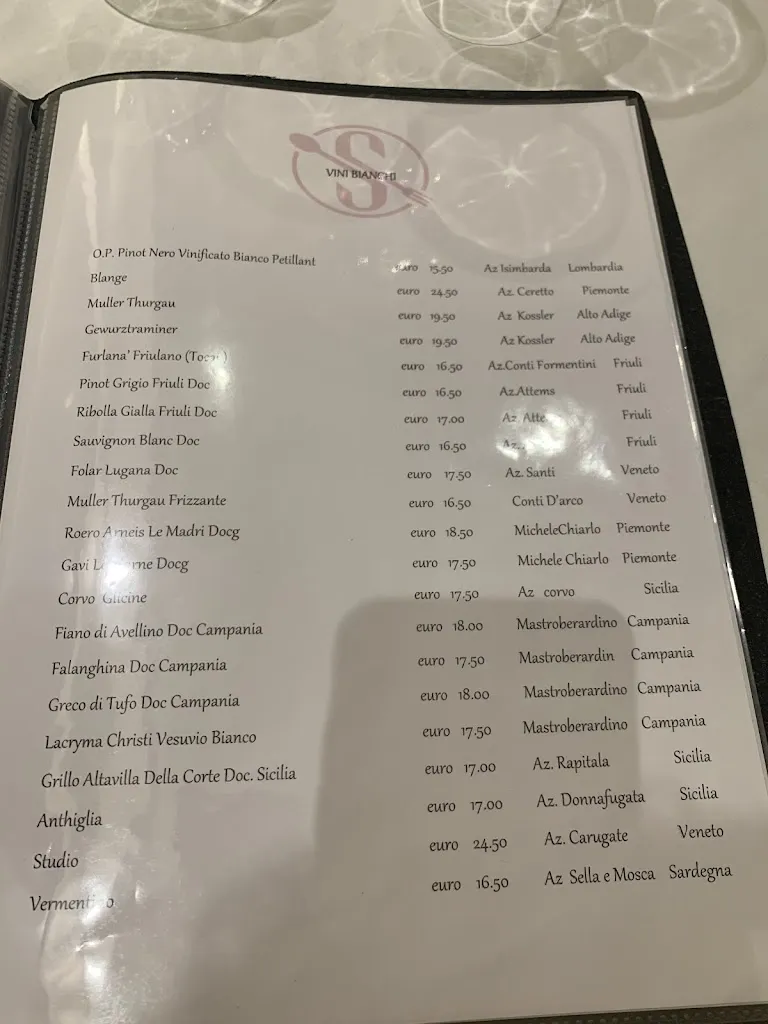 S
VINI BIANCHI
O.P. Pinot Nero Vinificato Bianco Petillant euro 15.50 Az Isimbarda Lombardia
Blange euro 24.50 Az. Ceretto Piemonte
Muller Thurgau euro 19.50 Az Kossler Alto Adige
Gewurztraminer euro 19.50 Az Kossler Alto Adige
Furlana' Friulano euro 16.50 Az.Conti Formentini Friuli
Pinot Grigio Friuli Doc euro 16.50 Az.Attems Friuli
Ribolla Gialla Friuli Doc euro 17.00 Az. Friuli
Sauvignon Blanc Doc euro 16.50 Friuli
Folar Lugana Doc euro 17.50 Az. Santi Veneto
Muller Thurgau Frizzante euro 16.50 Conti D'arco Veneto
Roero Arneis Le Madri Docg euro 18.50 MicheleChiarlo Piemonte
Gavi Docg euro 17.50 Michele Chiarlo Piemonte
Corvo Glicine euro 17.50 Az corvo Sicilia
Fiano di Avellino Doc Campania euro 18.00 Mastroberardino Campania
Falanghina Doc Campania euro 17.50 Mastroberardin Campania
Greco di Tufo Doc Campania euro 18.00 Mastroberardino Campania
Lacryma Christi Vesuvio Bianco euro 17.50 Mastroberardino Campania
Grillo Altavilla Della Corte Doc. Sicilia euro 17.00 Az. Rapitala Sicilia
Anthiglia euro 17.00 Az. Donnafugata Sicilia
Studio euro 24.50 Az. Carugate Veneto
Vermentino euro 16.50 Az Sella e Mosca Sardegna